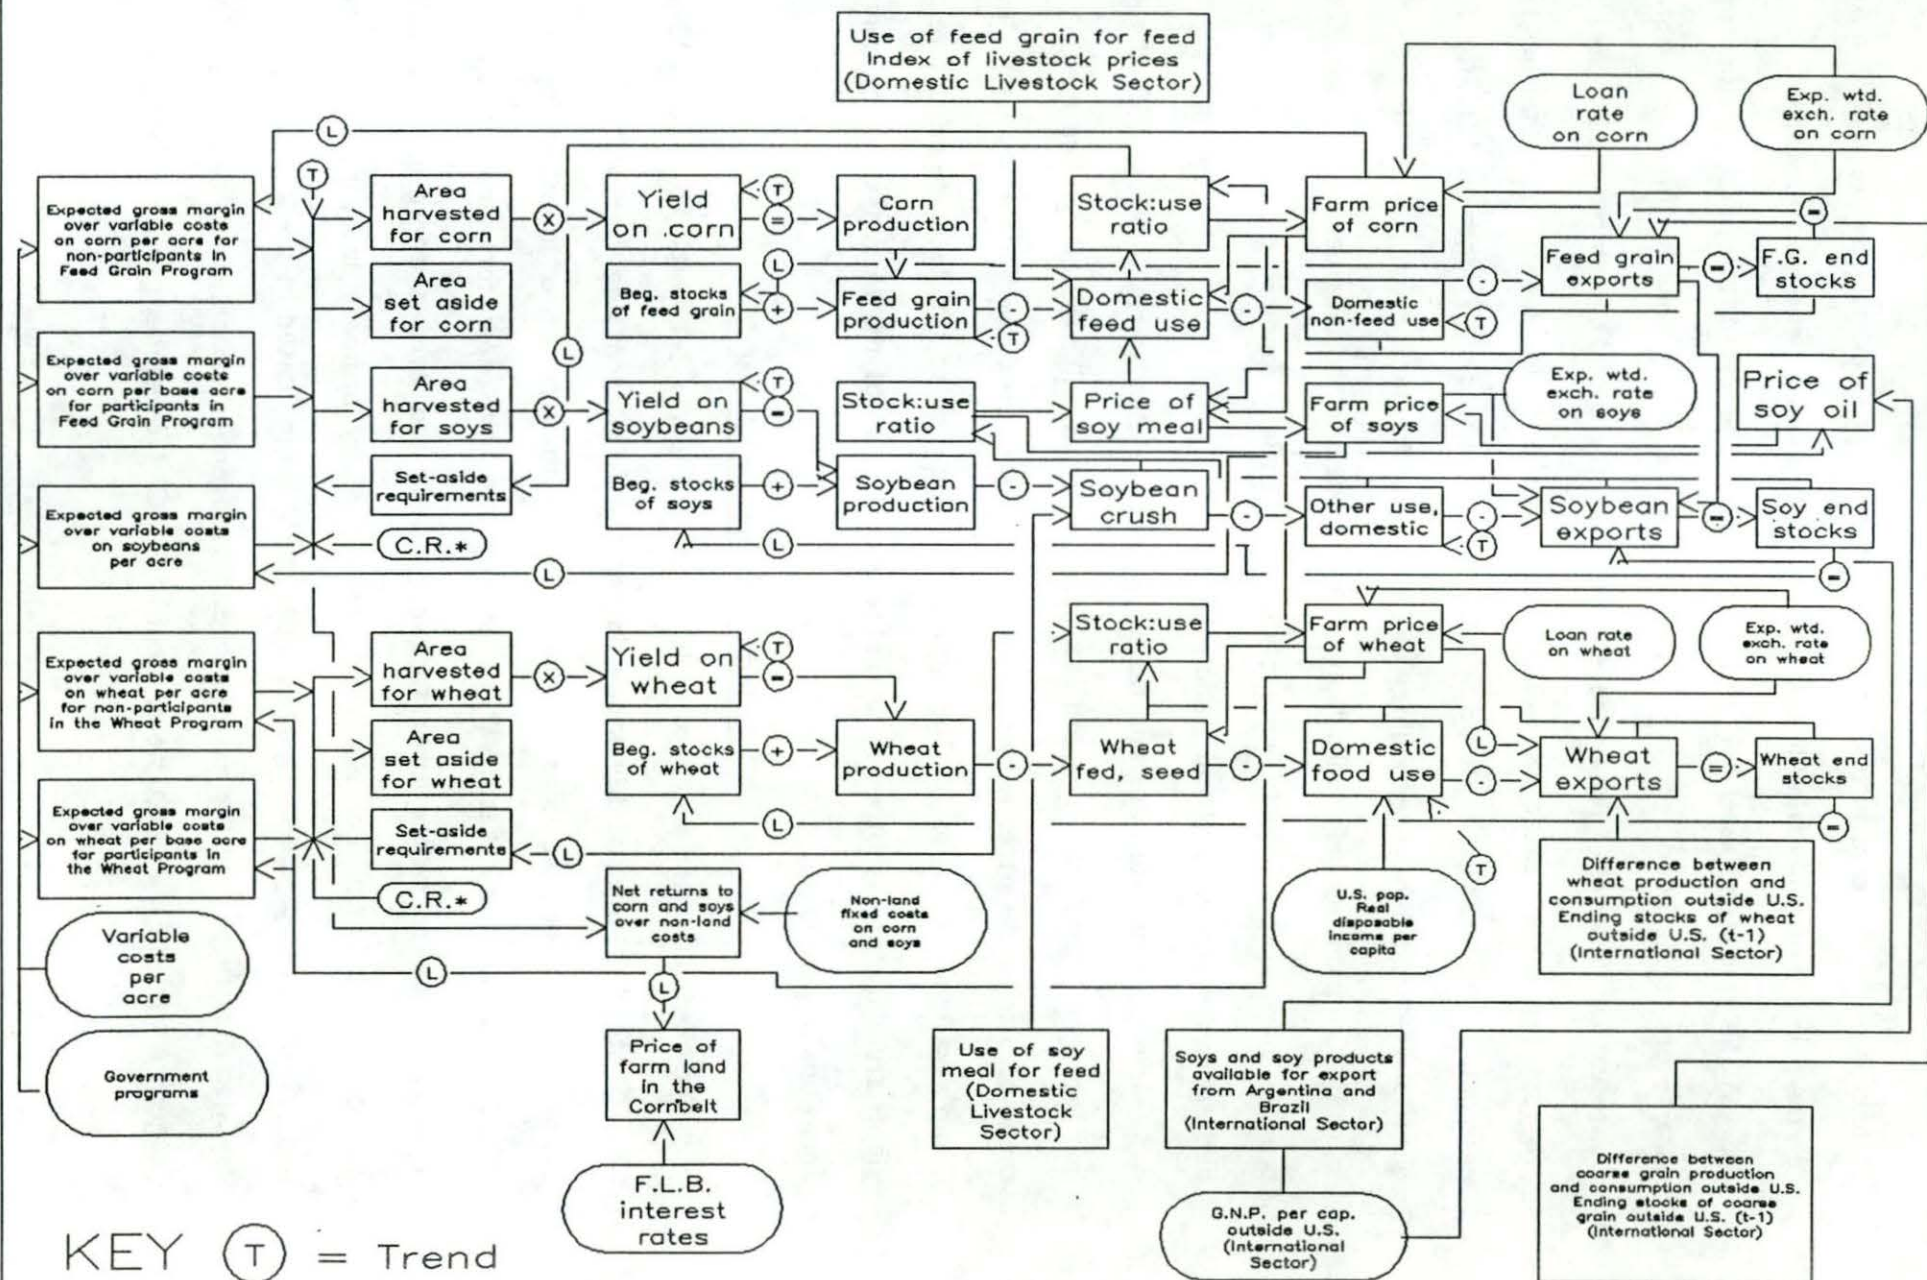 Use of feed grain for feed
Index of livestock prices
(Domestic Livestock Sector)
Loan
rate
on corn
Exp. wtd.
exch. rate
on corn
L
T
Expected gross margin
over variable costs
on corn per acre for
non-participants in
Feed Grain Program
Area
harvested
for corn
X
Yield
on .corn
T
=
Corn
production
Stock:use
ratio
Farm price
of corn
-
Feed grain
exports
-
F.G. end
stocks
Area
set aside
for corn
Beg. stocks
of feed grain
L
+
Feed grain
production
-
T
Domestic
feed use
-
Domestic
non-feed use
-
T
L
Expected gross margin
over variable costs
on corn per base acre
for participants in
Feed Grain Program
Area
harvested
for soys
X
Yield on
soybeans
T
=
Stock:use
ratio
Price of
soy meal
Farm price
of soys
Exp. wtd.
exch. rate
on soys
Price of
soy oil
Set-aside
requirements
Beg. stocks
of soys
+
Soybean
production
-
Soybean
crush
-
Other use,
domestic
-
T
Soybean
exports
=
Soy end
stocks
-
Expected gross margin
over variable costs
on soybeans
per acre
C.R.*
L
L
Expected gross margin
over variable costs
on wheat per acre
for non-participants
in the Wheat Program
Area
harvested
for wheat
X
Yield on
wheat
T
=
Stock:use
ratio
Farm price
of wheat
Loan rate
on wheat
Exp. wtd.
exch. rate
on wheat
Area
set aside
for wheat
Beg. stocks
of wheat
+
Wheat
production
-
Wheat
fed, seed
-
Domestic
food use
L
-
Wheat
exports
=
Wheat end
stocks
-
Expected gross margin
over variable costs
on wheat per base acre
for participants in
the Wheat Program
Set-aside
requirements
L
L
C.R.*
Net returns to
corn and soys
over non-land
costs
Non-land
fixed costs
on corn
and soys
U.S. pop.
Real
disposable
income per
capita
T
Difference between
wheat production and
consumption outside U.S.
Ending stocks of wheat
outside U.S. (t-1)
(International Sector)
Variable
costs
per
acre
L
L
Government
programs
Price of
farm land
in the
Cornbelt
Use of soy
meal for feed
(Domestic
Livestock
Sector)
Soys and soy products
available for export
from Argentina and
Brazil
(International Sector)
F.L.B.
interest
rates
G.N.P. per cap.
outside U.S.
(International
Sector)
Difference between
coarse grain production
and consumption outside U.S.
Ending stocks of coarse
grain outside U.S. (t-1)
(International Sector)
KEY T = Trend